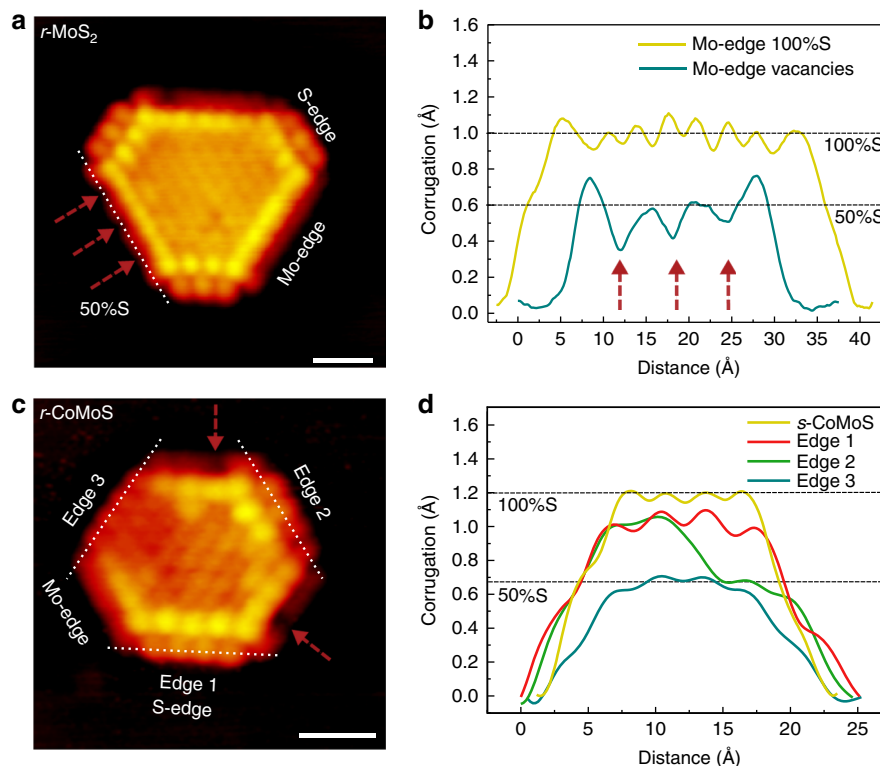 a
r-MoS₂
S-edge
Mo-edge
50%S
b
Mo-edge 100%S
Mo-edge vacancies
100%S
50%S
Corrugation (Å)
1.6
1.4
1.2
1.0
0.8
0.6
0.4
0.2
0.0
0 5 10 15 20 25 30 35 40
Distance (Å)
c
r-CoMoS
Edge 3
Edge 2
Mo-edge
Edge 1
S-edge
d
s-CoMoS
Edge 1
Edge 2
Edge 3
100%S
50%S
Corrugation (Å)
1.6
1.4
1.2
1.0
0.8
0.6
0.4
0.2
0.0
0 5 10 15 20 25
Distance (Å)